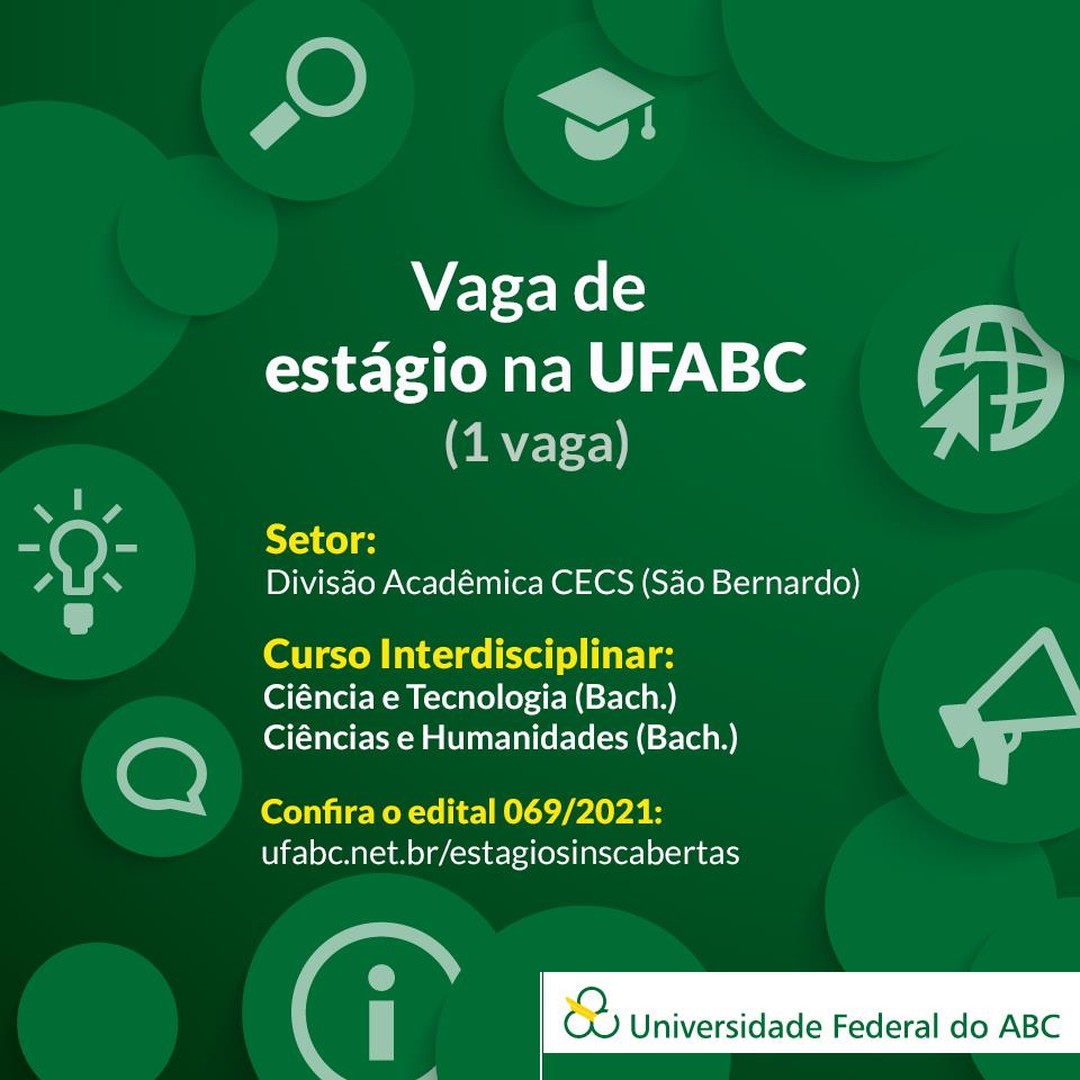 Vaga de
estágio na UFABC
(1 vaga)
Setor:
Divisão Acadêmica CECS (São Bernardo)
Curso Interdisciplinar:
Ciência e Tecnologia (Bach.)
Ciências e Humanidades (Bach.)
Confira o edital 069/2021:
ufabc.net.br/estagiosinscabertas
Universidade Federal do ABC